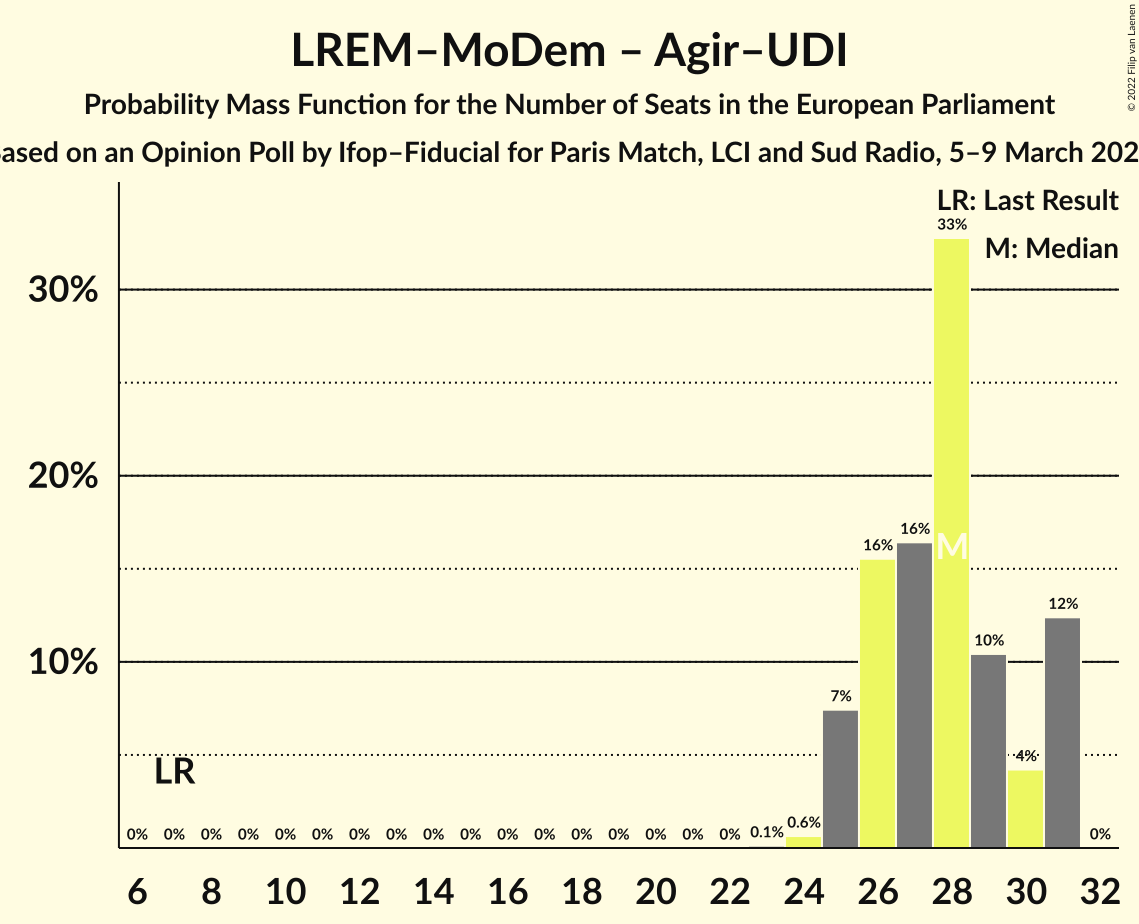 LREM–MoDem – Agir–UDI
Probability Mass Function for the Number of Seats in the European Parliament
on an Opinion Poll by Ifop–Fiducial for Paris Match, LCI and Sud Radio, 5–9 March
© 2022 Filip van Laenen
LR: Last Result
M: Median
30%
20%
10%
33%
16%
16%
M
12%
10%
7%
4%
LR
0% 0% 0% 0% 0% 0% 0% 0% 0% 0% 0% 0% 0% 0% 0% 0% 0% 0.1% 0.6% 0%
6 8 10 12 14 16 18 20 22 24 26 28 30 32